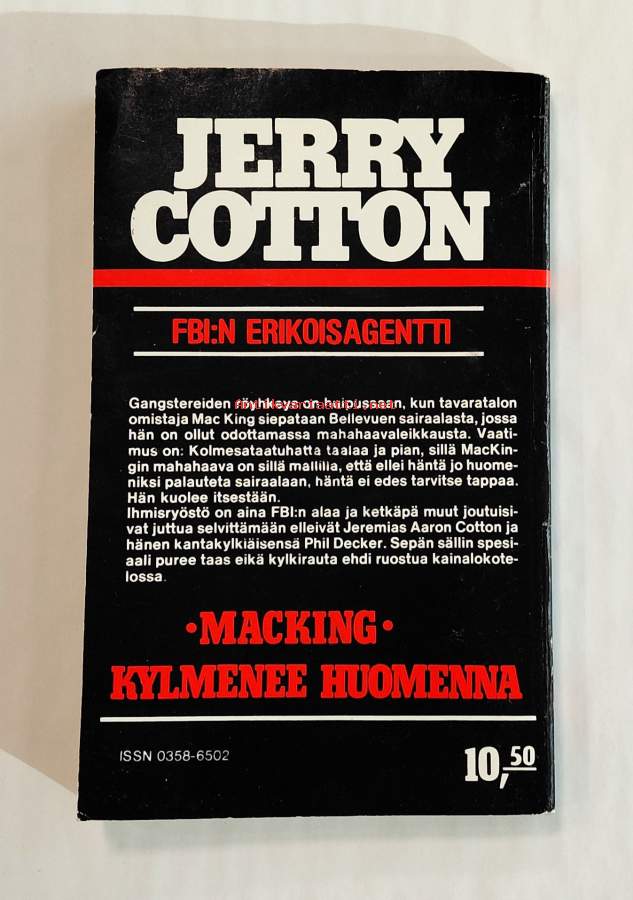 JERRY
COTTON
FBI:N ERIKOISAGENTTI
Gangstereiden röyhkeys on huipussaan, kun tavaratalon
omistaja Mac King siepataan Bellevuen sairaalasta, jossa
hän on ollut odottamassa mahahaavaleikkausta. Vaati-
mus on: Kolmesataatuhatta taalaa ja pian, sillä MacKin-
gin mahahaava on sillä mallilla, että ellei häntä jo huome-
niksi palauteta sairaalaan, häntä ei edes tarvitse tappaa.
Hän kuolee itsestään.
Ihmisryöstö on aina FBI:n alaa ja ketkäpä muut joutuisi-
vat juttua selvittämään elleivät Jeremias Aaron Cotton ja
hänen kantakylkiäisensä Phil Decker. Sepän sällin spesi-
aali puree taas eikä kylkirauta ehdi ruostua kainalokote-
lossa.
•MACKING•
KYLMENEE HUOMENNA
ISSN 0358-6502
10,50